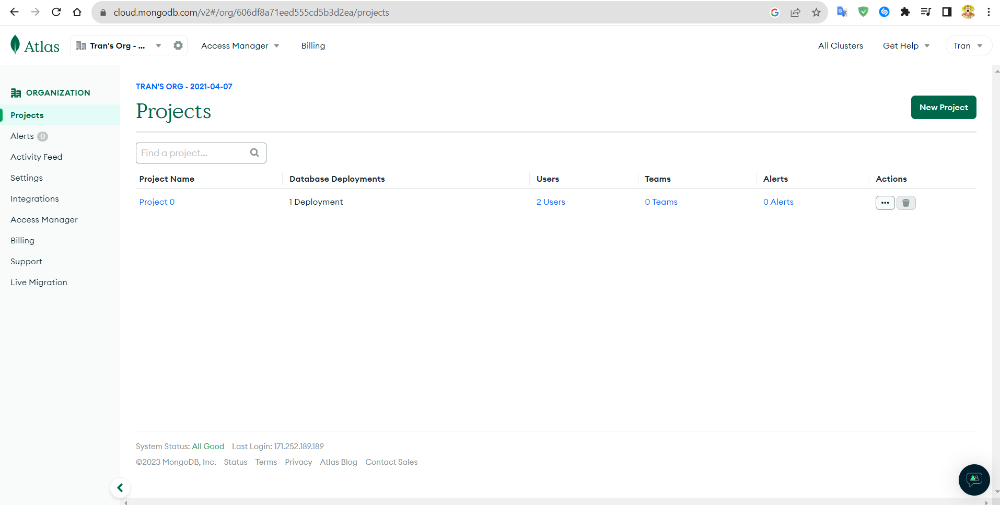 cloud.mongodb.com/v2#/org/606df8a71eed555cd5b3d2ea/projects
Atlas
Tran's Org - ...
Access Manager
Billing
All Clusters
Get Help
Tran
ORGANIZATION
Projects
Alerts 0
Activity Feed
Settings
Integrations
Access Manager
Billing
Support
Live Migration
TRAN'S ORG - 2021-04-07
Projects
New Project
Find a project...
Project Name Database Deployments Users Teams Alerts Actions
Project 0 1 Deployment 2 Users 0 Teams 0 Alerts
System Status: All Good Last Login: 171.252.189.189
©2023 MongoDB, Inc. Status Terms Privacy Atlas Blog Contact Sales